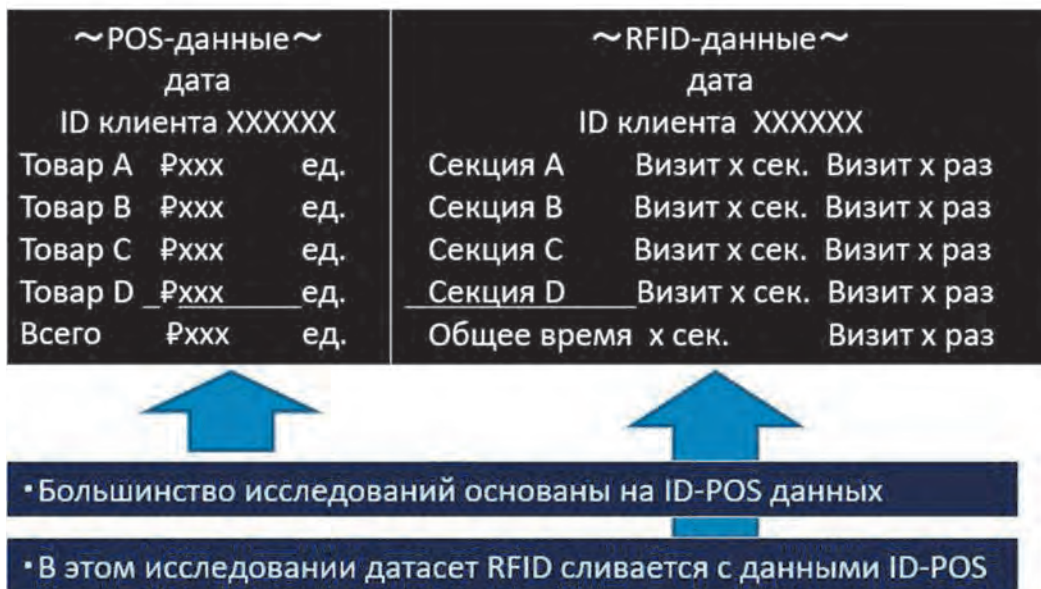 ～POS-данные～
дата
ID клиента XXXXXX
Товар A ₽xxx ед.
Товар B ₽xxx ед.
Товар C ₽xxx ед.
Товар D _₽xxx______ед.
Всего ₽xxx ед.
～RFID-данные～
дата
ID клиента XXXXXX
Секция A Визит x сек. Визит x раз
Секция B Визит x сек. Визит x раз
Секция C Визит x сек. Визит x раз
Секция D Визит x сек. Визит x раз
Общее время x сек. Визит x раз
・Большинство исследований основаны на ID-POS данных
・В этом исследовании датасет RFID сливается с данными ID-POS